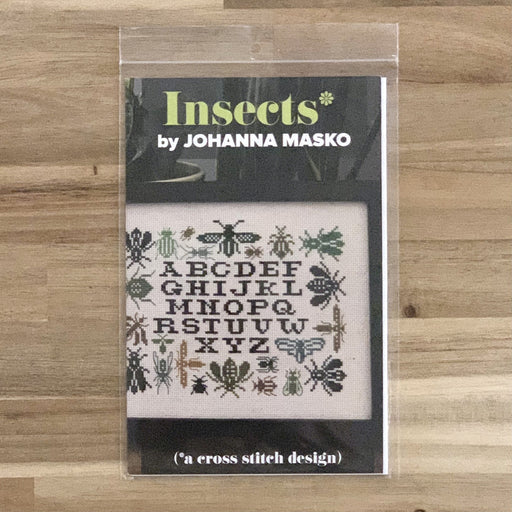 Insects*
by JOHANNA MASKO
ABCDEF
GHIJKL
MNOPQ
RSTUVW
XYZ
(*a cross stitch design)